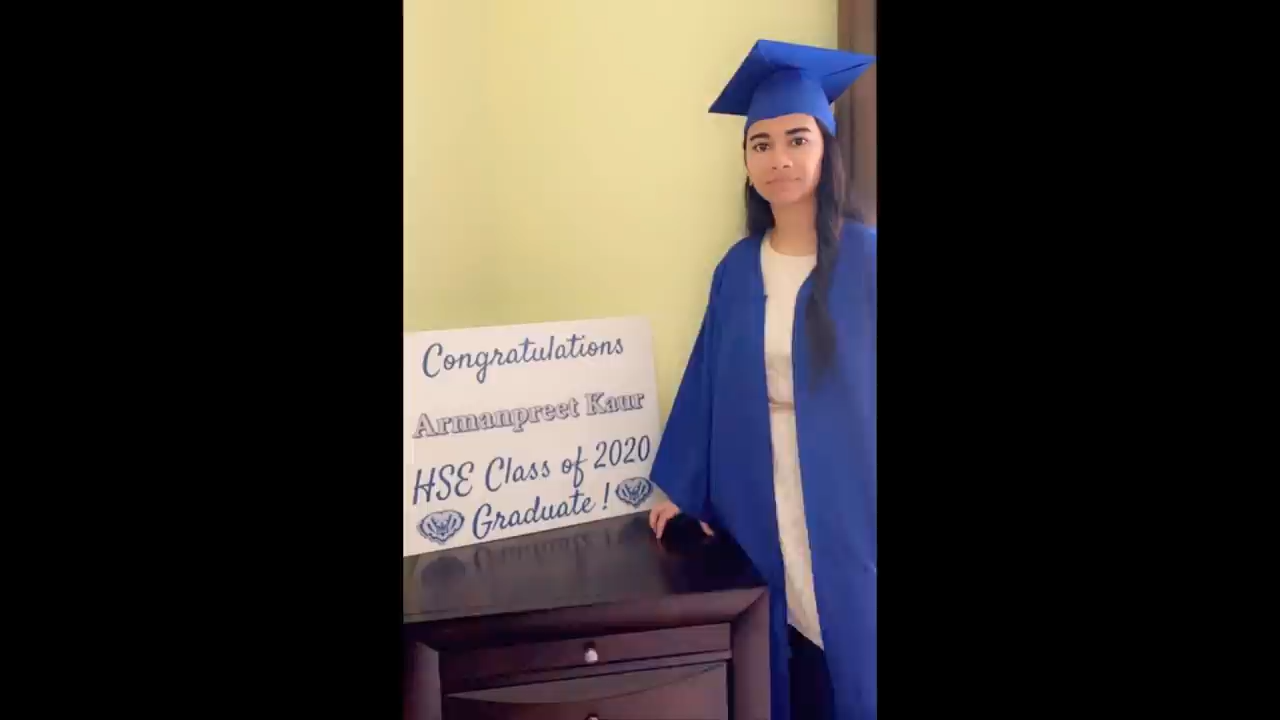 Congratulations
Armanpreet Kaur
HSE Class of 2020
Graduate !